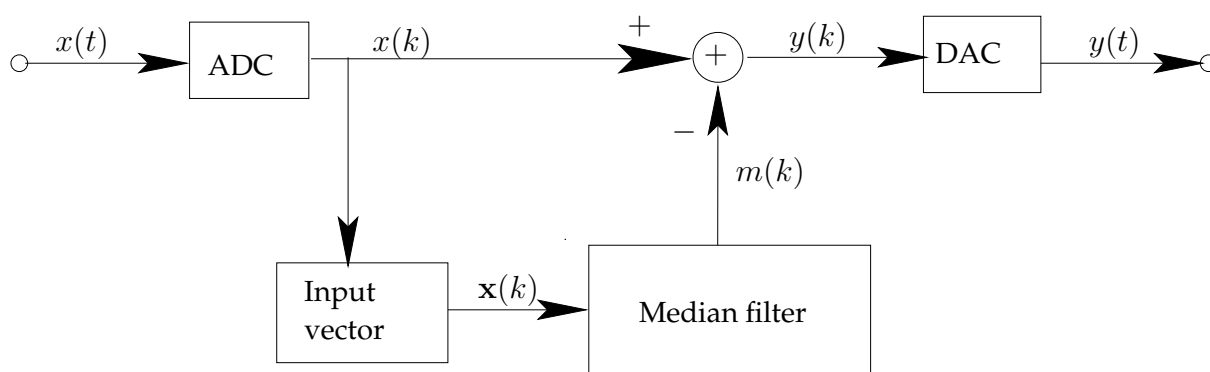 x(t)
ADC
x(k)
+
+
y(k)
DAC
y(t)
−
m(k)
Input
vector
𝐱(k)
Median filter